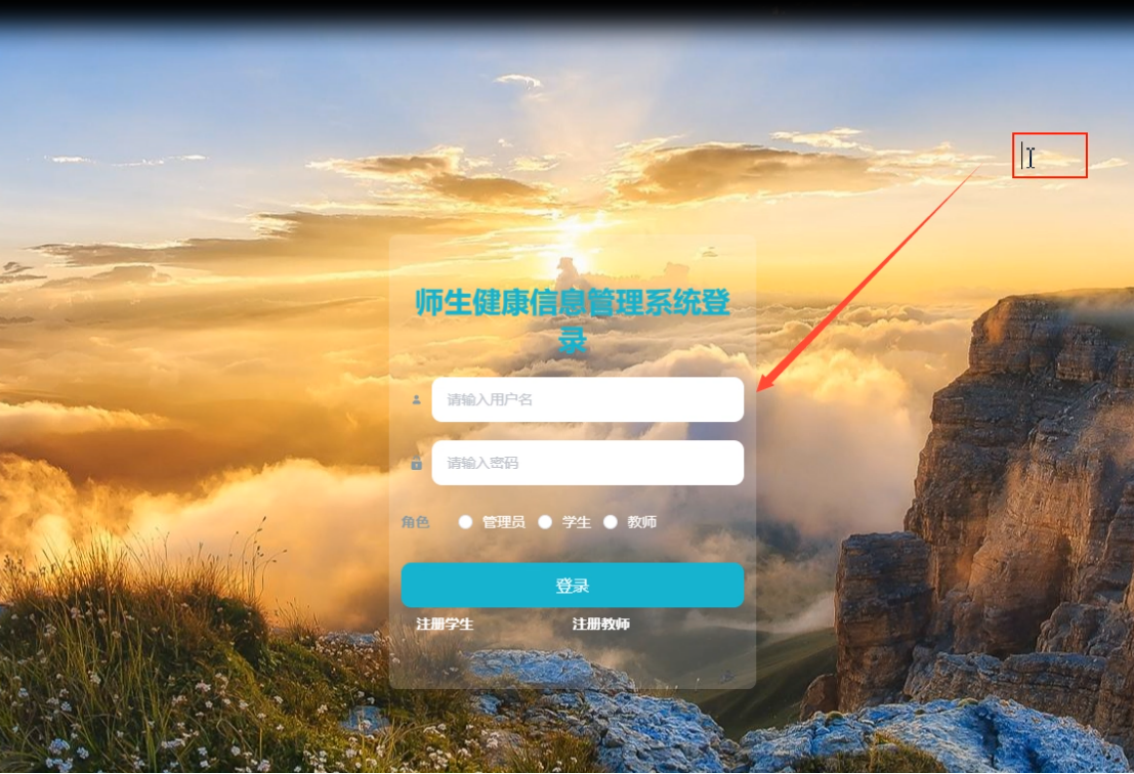 师生健康信息管理系统登
录
请输入用户名
请输入密码
角色 管理员 学生 教师
登录
注册学生 注册教师